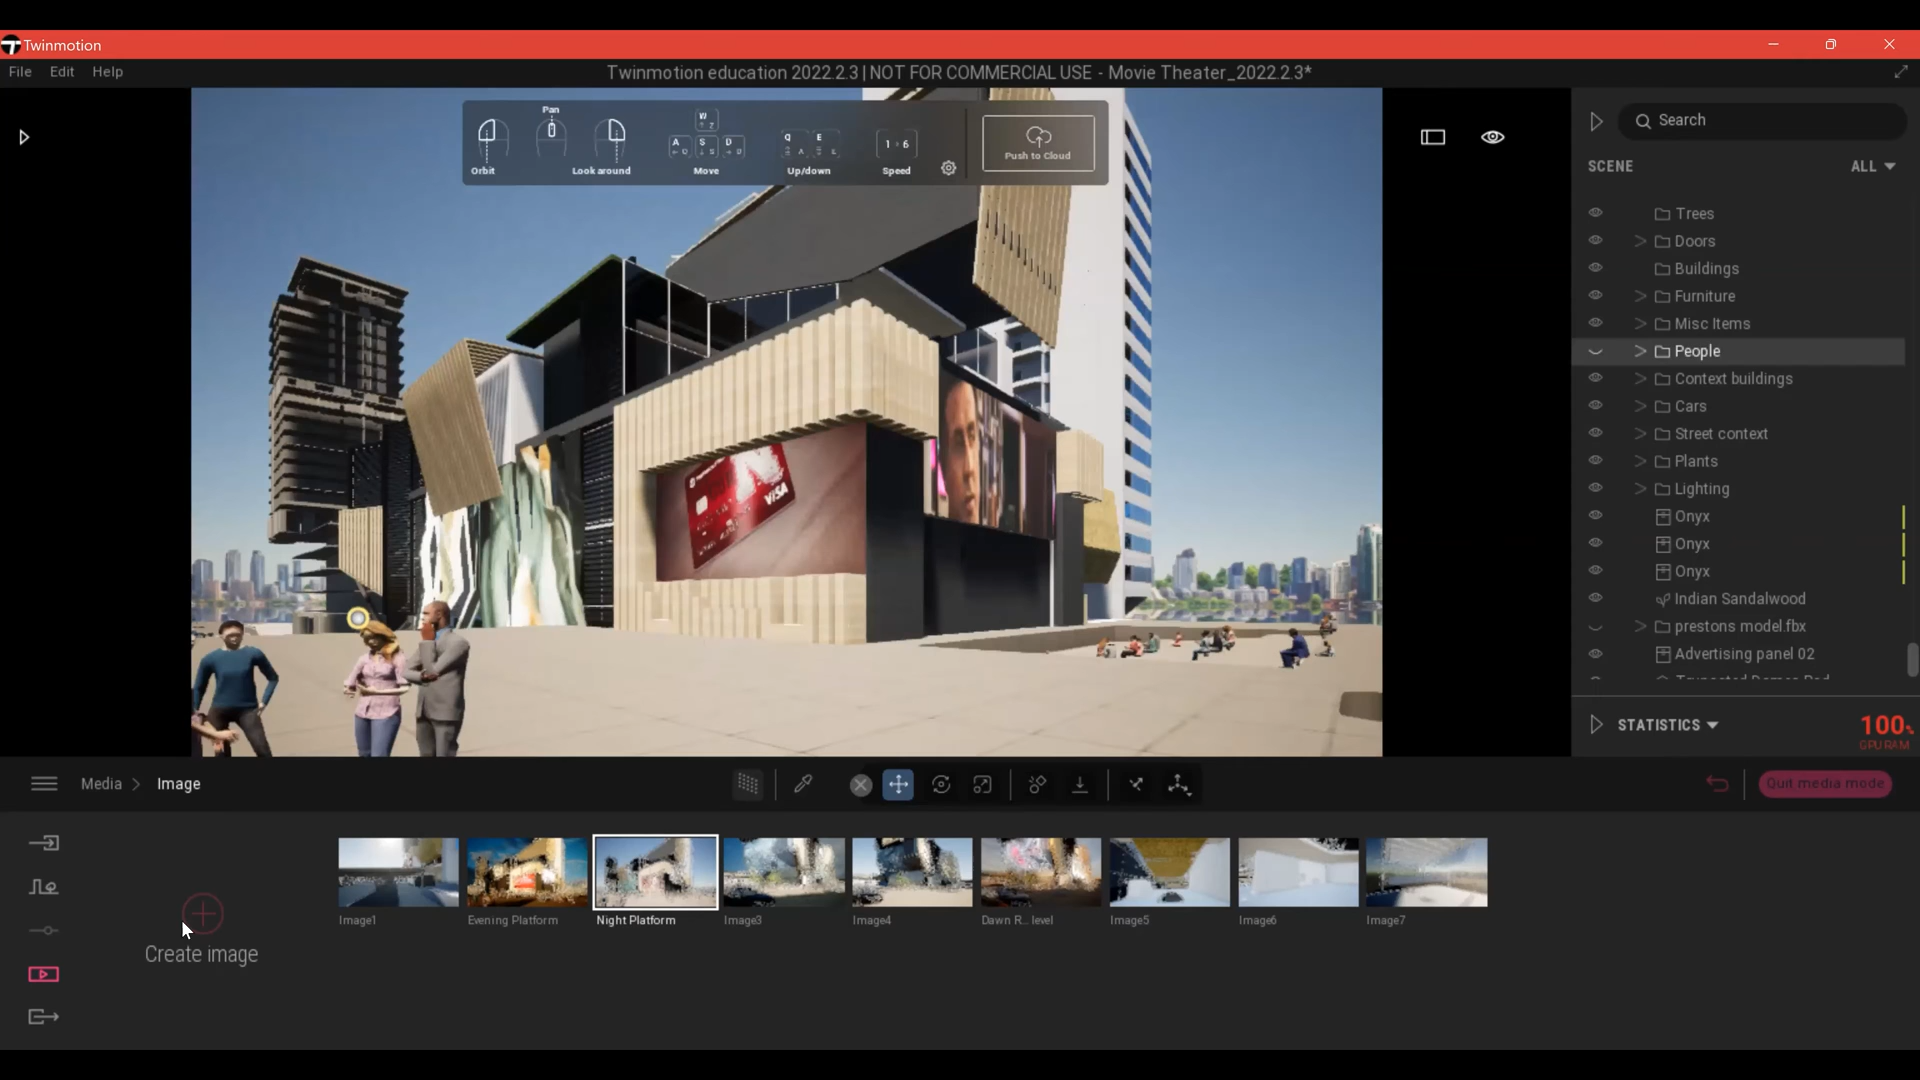 Twinmotion
File Edit Help
Twinmotion education 2022.2.3 | NOT FOR COMMERCIAL USE - Movie Theater_2022.2.3*
Pan
Orbit
Look around
W
A S D
Move
Q E
Up/down
1 6
Speed
Push to Cloud
VISA
Search
SCENE
ALL
Trees
Doors
Buildings
Furniture
Misc Items
People
Context buildings
Cars
Street context
Plants
Lighting
Onyx
Onyx
Onyx
Indian Sandalwood
prestons model.fbx
Advertising panel 02
STATISTICS
100%
GPU RAM
Media > Image
Quit media mode
Create image
Image1
Evening Platform
Night Platform
Image3
Image4
Dawn R... level
Image5
Image6
Image7